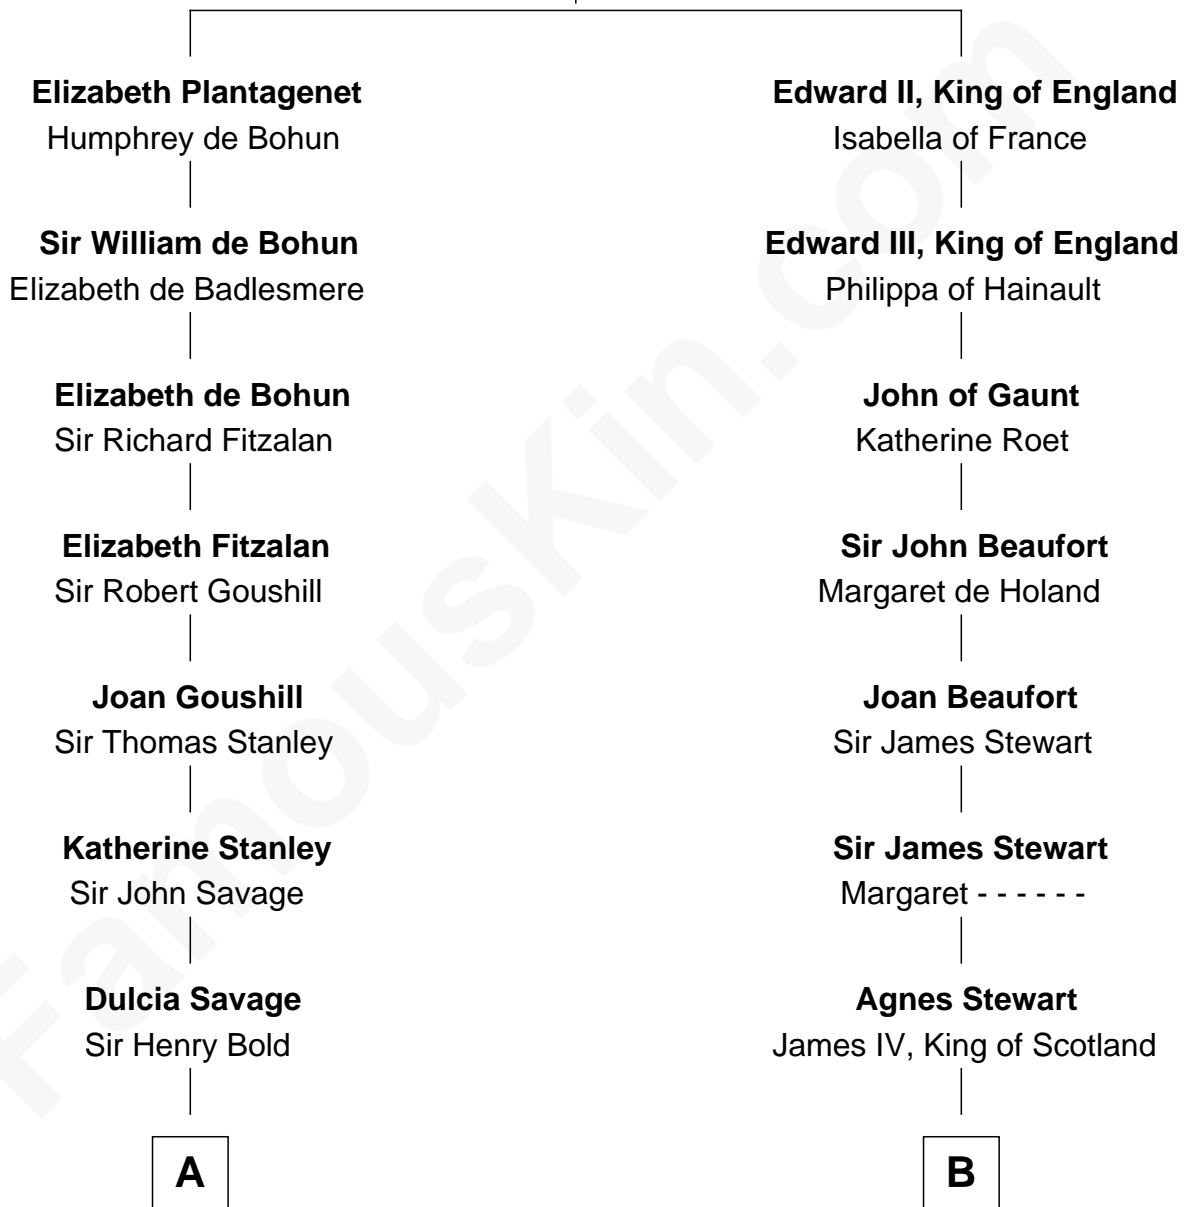 Elizabeth Plantagenet
Humphrey de Bohun
Sir William de Bohun
Elizabeth de Badlesmere
Elizabeth de Bohun
Sir Richard Fitzalan
Elizabeth Fitzalan
Sir Robert Goushill
Joan Goushill
Sir Thomas Stanley
Katherine Stanley
Sir John Savage
Dulcia Savage
Sir Henry Bold
A
Edward II, King of England
Isabella of France
Edward III, King of England
Philippa of Hainault
John of Gaunt
Katherine Roet
Sir John Beaufort
Margaret de Holand
Joan Beaufort
Sir James Stewart
Sir James Stewart
Margaret - - - - - -
Agnes Stewart
James IV, King of Scotland
B
FamousKin.com